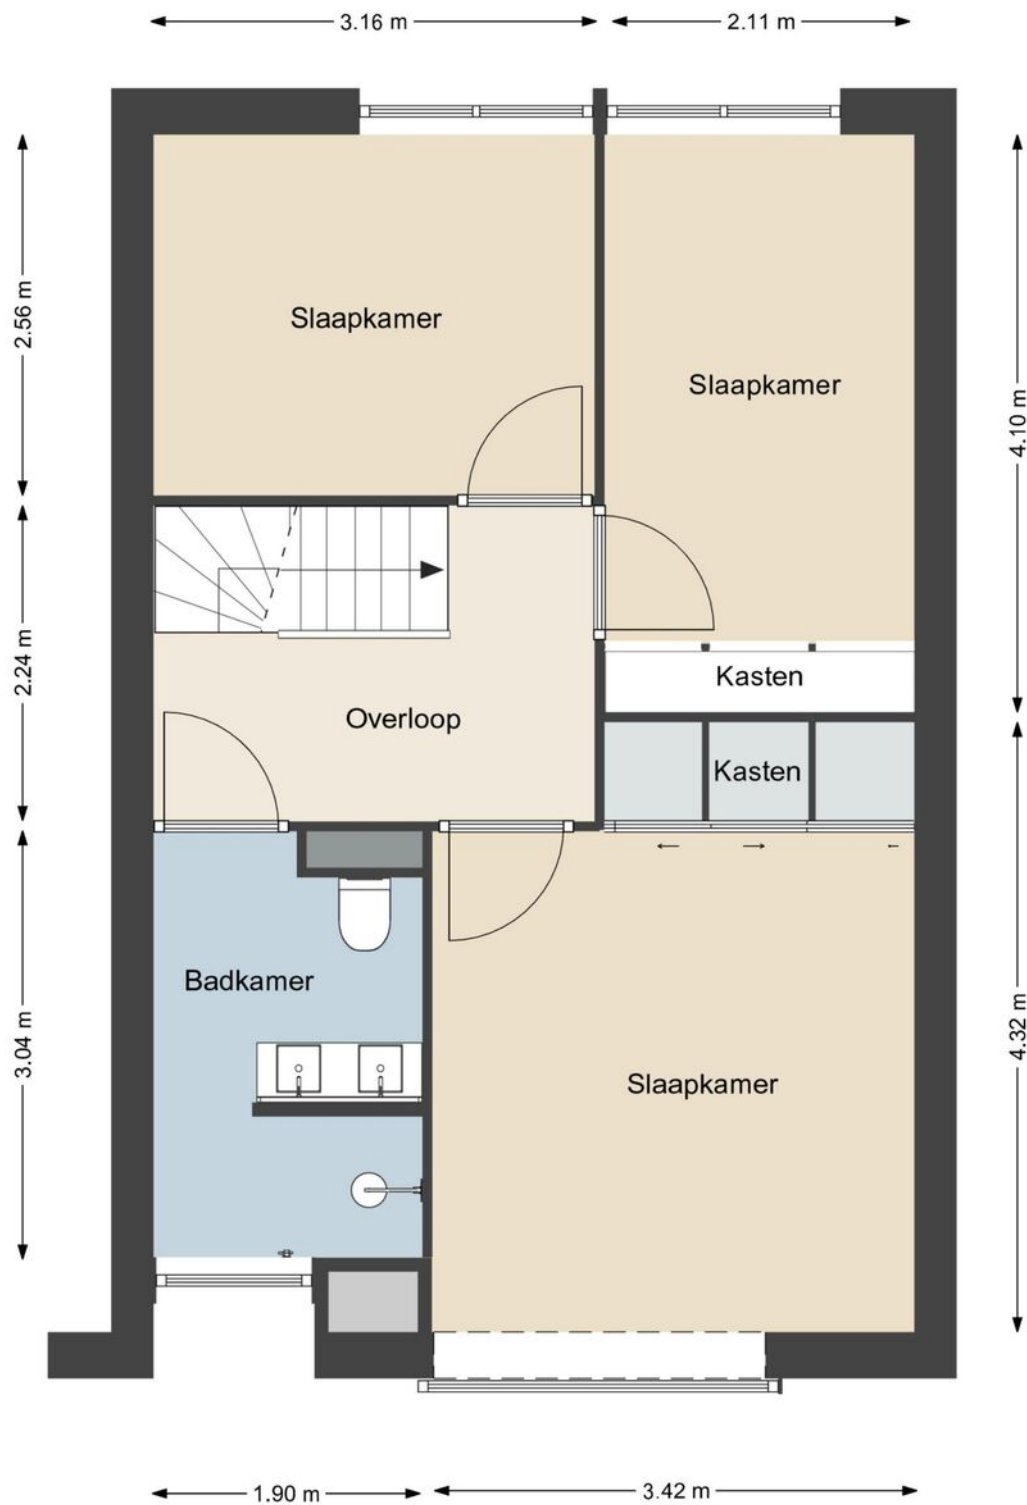 3.16 m
2.11 m
2.56 m
Slaapkamer
Slaapkamer
4.10 m
2.24 m
Kasten
Overloop
Kasten
3.04 m
Badkamer
4.32 m
Slaapkamer
1.90 m
3.42 m